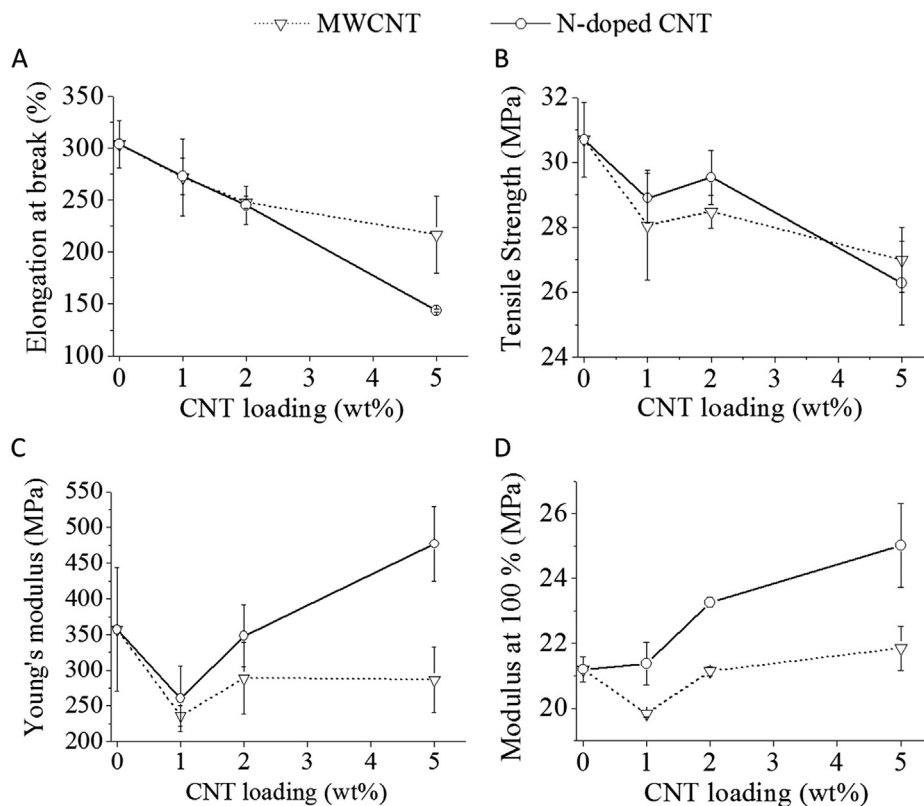 MWCNT N-doped CNT
A
Elongation at break (%)
350
300
250
200
150
100
0 1 2 3 4 5
CNT loading (wt%)
B
Tensile Strength (MPa)
32
30
28
26
24
0 1 2 3 4 5
CNT loading (wt%)
C
Young's modulus (MPa)
550
500
450
400
350
300
250
200
0 1 2 3 4 5
CNT loading (wt%)
D
Modulus at 100 % (MPa)
26
24
22
20
0 1 2 3 4 5
CNT loading (wt%)